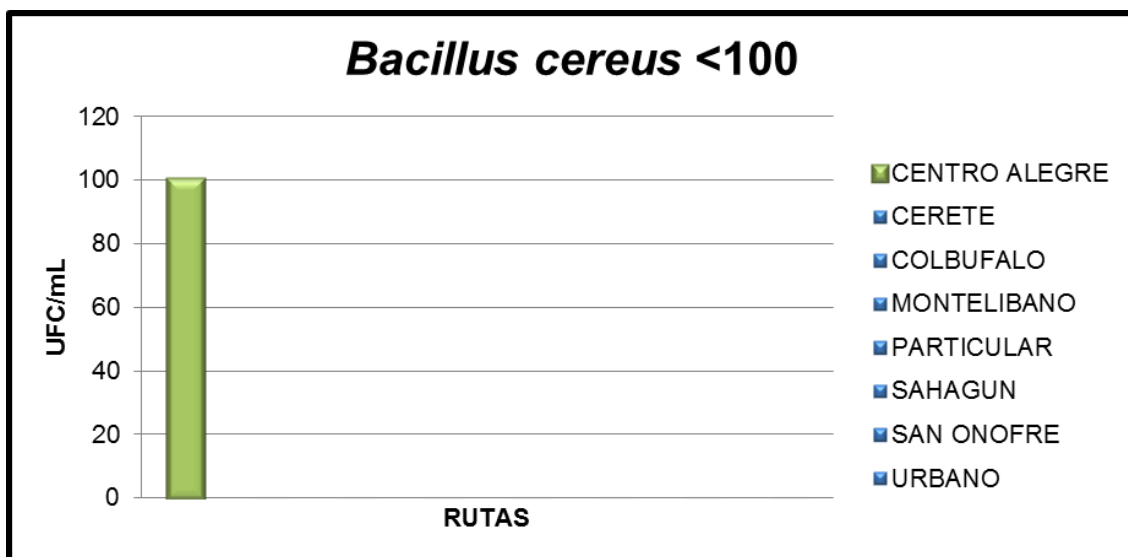 Bacillus cereus <100
UFC/mL
120
100
80
60
40
20
0
RUTAS
CENTRO ALEGRE
CERETE
COLBUFALO
MONTELIBANO
PARTICULAR
SAHAGUN
SAN ONOFRE
URBANO